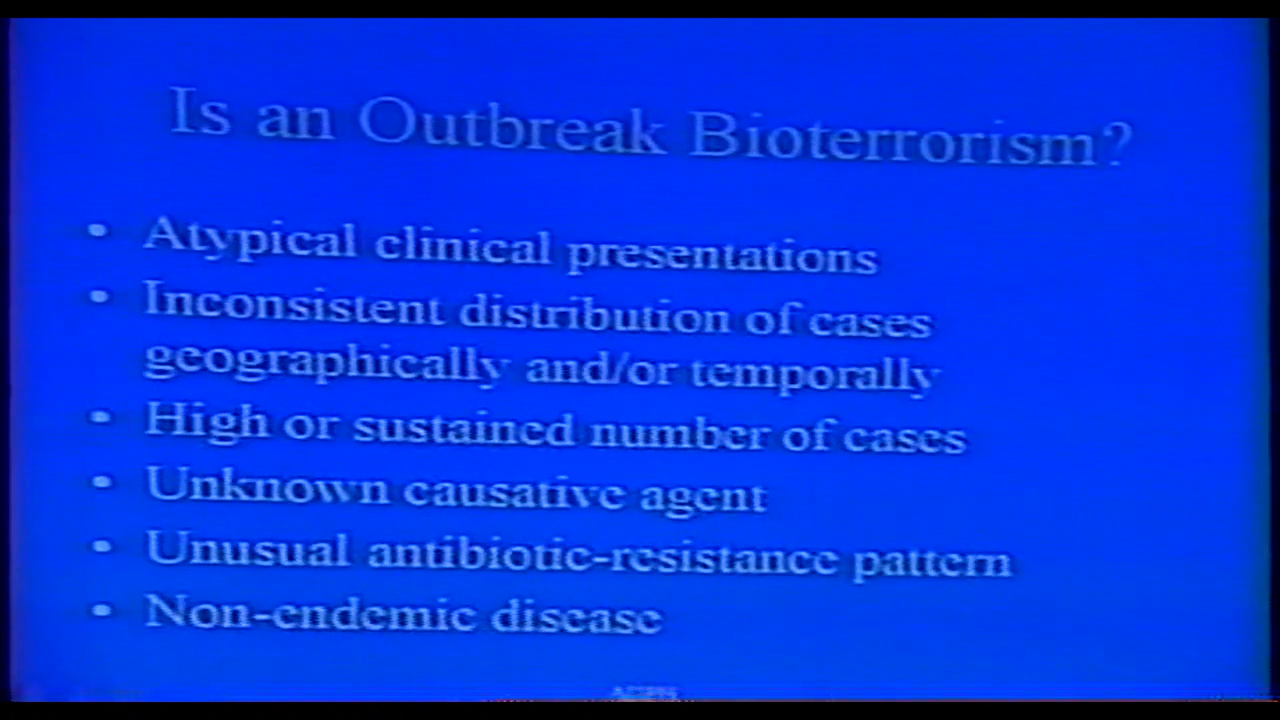 Is an Outbreak Bioterrorism?
• Atypical clinical presentations
• Inconsistent distribution of cases
geographically and/or temporally
• High or sustained number of cases
• Unknown causative agent
• Unusual antibiotic-resistance pattern
• Non-endemic disease